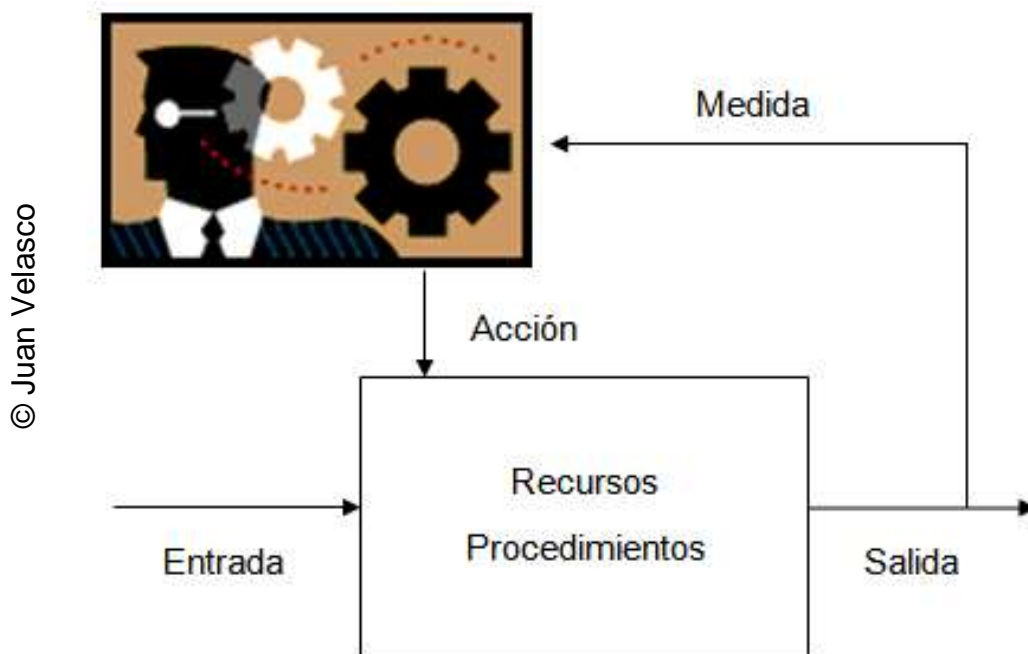 © Juan Velasco
Medida
Acción
Recursos
Procedimientos
Entrada
Salida